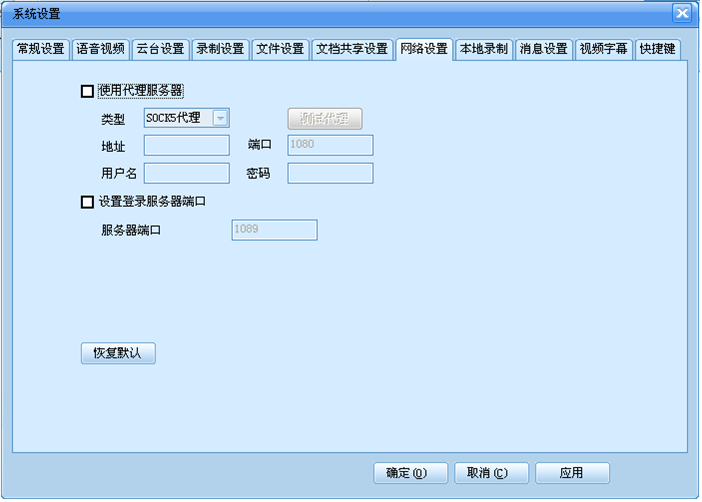 系统设置
常规设置 语音视频 云台设置 录制设置 文件设置 文档共享设置 网络设置 本地录制 消息设置 视频字幕 快捷键
使用代理服务器
类型 SOCK5代理 测试代理
地址 端口 1080
用户名 密码
设置登录服务器端口
服务器端口 1089
恢复默认
确定(O) 取消(C) 应用